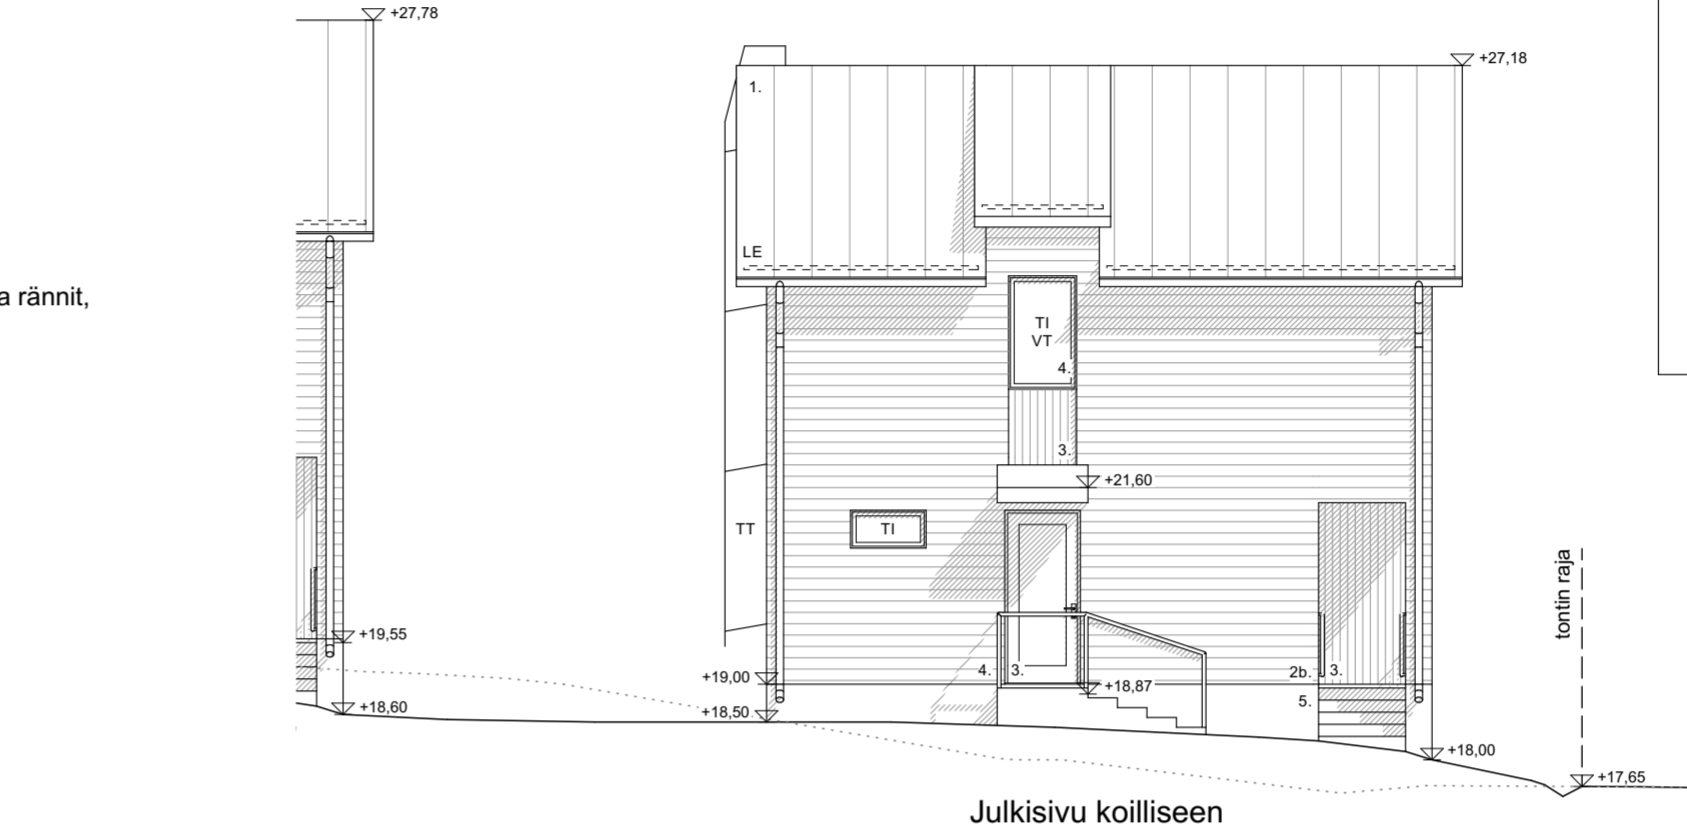 +27,78
+27,18
1.
LE
a rännit,
TI
VT
4.
3.
+21,60
TT
TI
tontin raja
+19,55
+19,00
4.
3.
2b.
3.
+18,87
5.
+18,60
+18,50
+18,00
+17,65
Julkisivu koilliseen